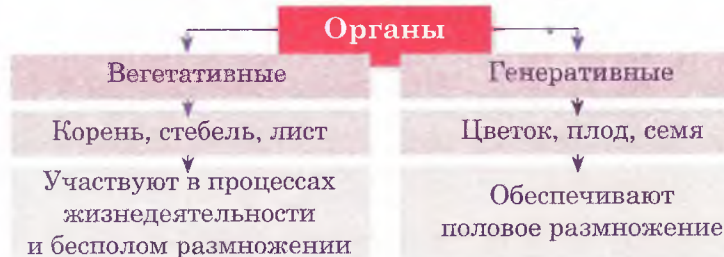 Органы
Вегетативные
Генеративные
Корень, стебель, лист
Цветок, плод, семя
Участвуют в процессах
жизнедеятельности
и бесполом размножении
Обеспечивают
половое размножение